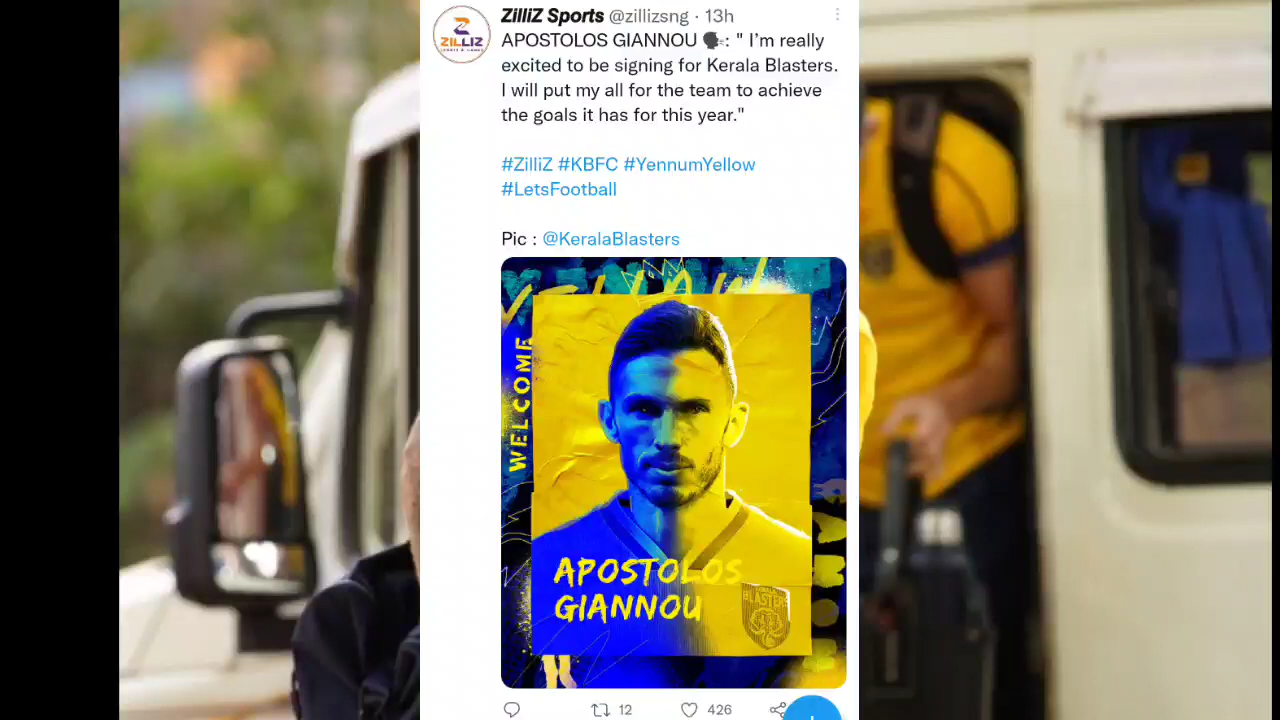 ZilliZ Sports @zillizsng · 13h
APOSTOLOS GIANNOU 🗣: " I'm really
excited to be signing for Kerala Blasters.
I will put my all for the team to achieve
the goals it has for this year."
#ZilliZ #KBFC #YennumYellow
#LetsFootball
Pic : @KeralaBlasters
ZILLIZ
WELCOME
APOSTOLOS
GIANNOU
BLASTERS
12
426